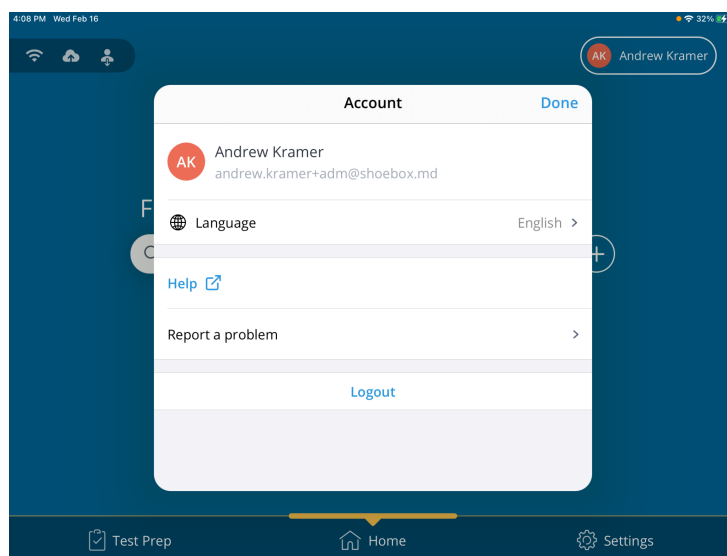 4:08 PM Wed Feb 16
32%
AK Andrew Kramer
Account
Done
AK
Andrew Kramer
andrew.kramer+adm@shoebox.md
F
Language
English
Help
Report a problem
Logout
Test Prep
Home
Settings